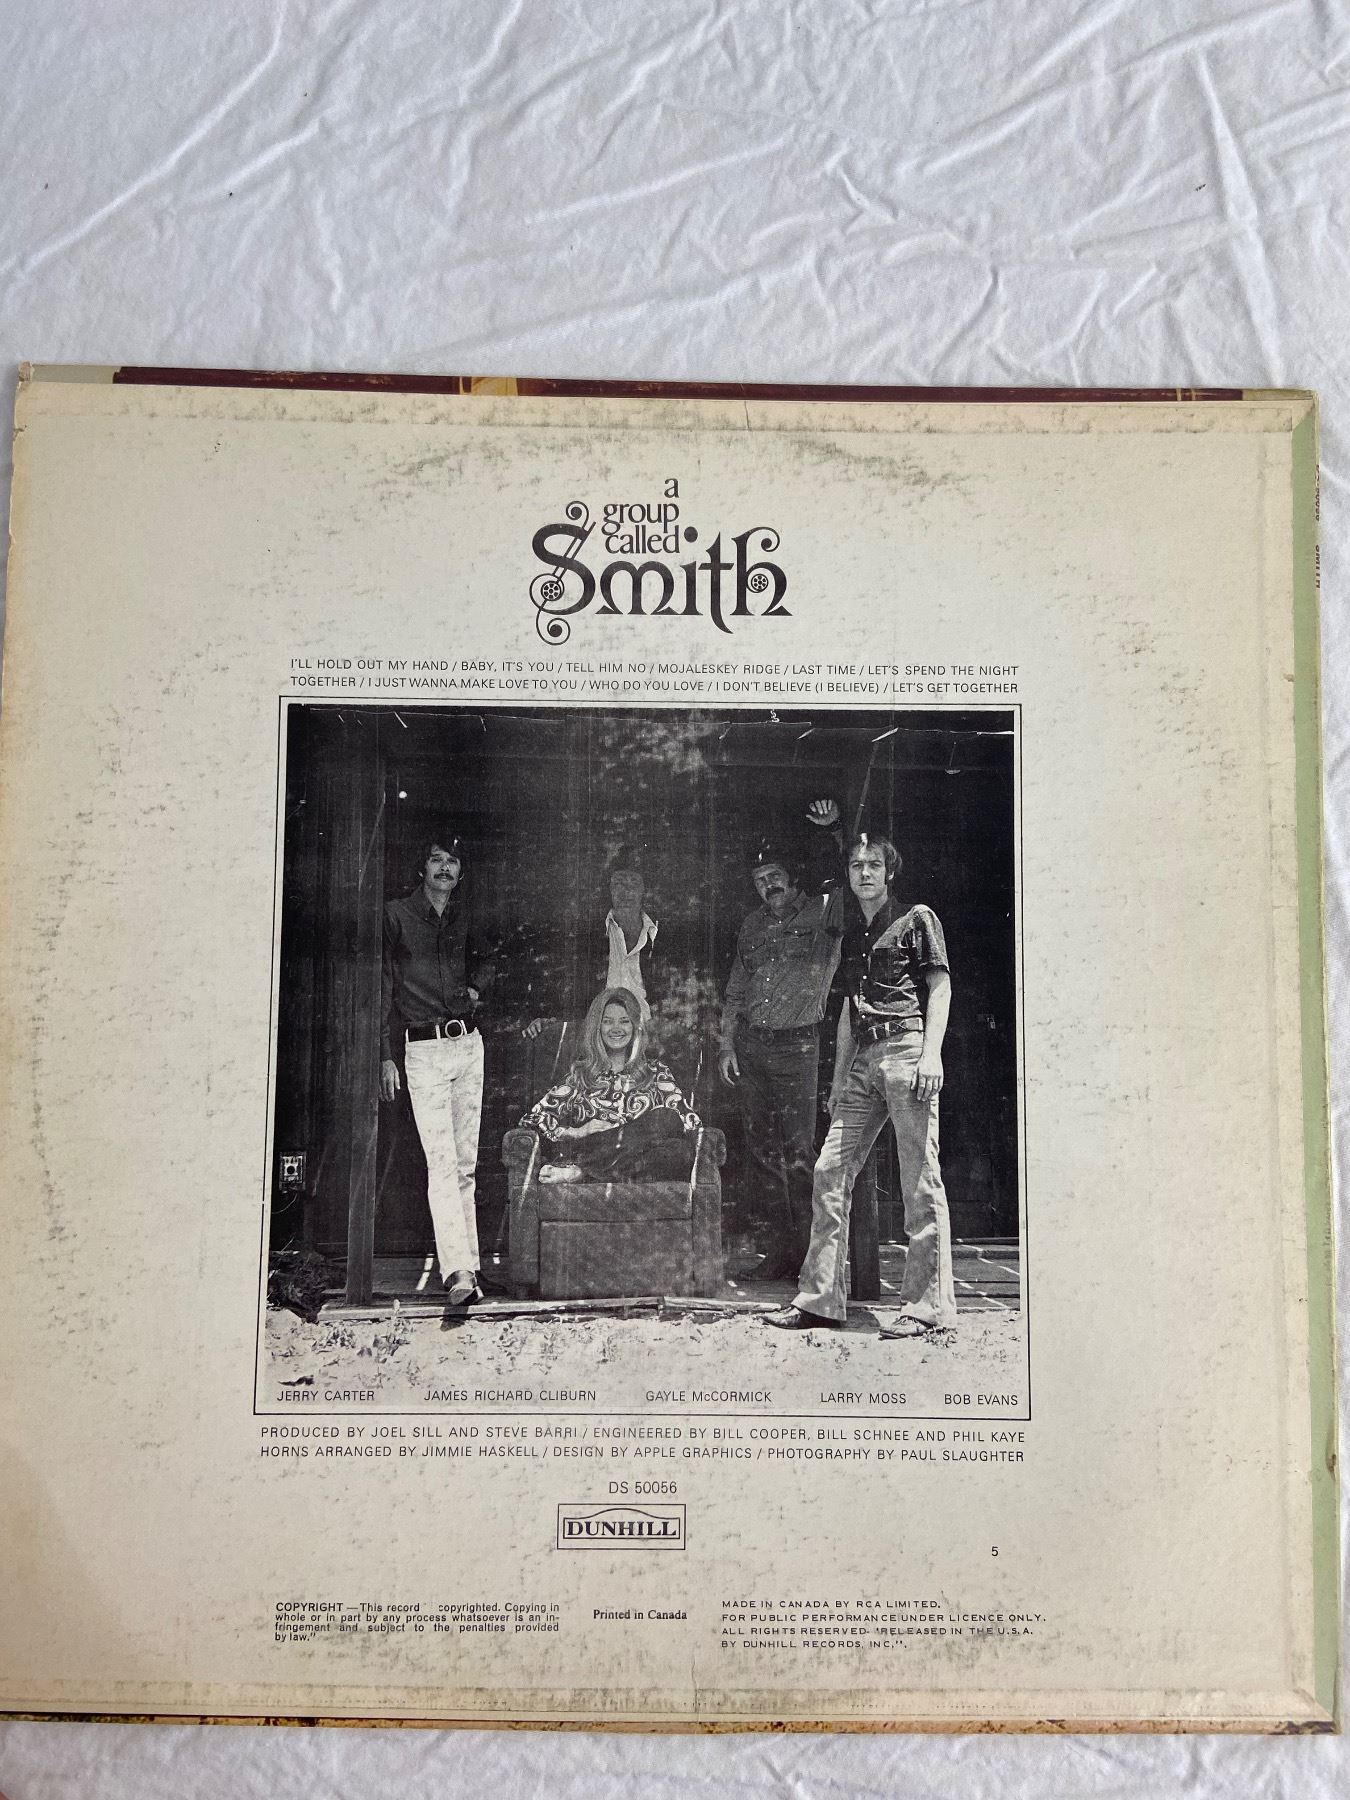 a
group
called
Smith
I'LL HOLD OUT MY HAND / BABY, IT'S YOU / TELL HIM NO / MOJALESKEY RIDGE / LAST TIME / LET'S SPEND THE NIGHT
TOGETHER / I JUST WANNA MAKE LOVE TO YOU / WHO DO YOU LOVE / I DON'T BELIEVE (I BELIEVE) / LET'S GET TOGETHER
JERRY CARTER JAMES RICHARD CLIBURN GAYLE McCORMICK LARRY MOSS BOB EVANS
PRODUCED BY JOEL SILL AND STEVE BARRI / ENGINEERED BY BILL COOPER, BILL SCHNEE AND PHIL KAYE
HORNS ARRANGED BY JIMMIE HASKELL / DESIGN BY APPLE GRAPHICS / PHOTOGRAPHY BY PAUL SLAUGHTER
DS 50056
DUNHILL
5
COPYRIGHT — This record copyrighted. Copying in
whole or in part by any process whatsoever is an in-
fringement and subject to the penalties provided
by law."
Printed in Canada
MADE IN CANADA BY RCA LIMITED.
FOR PUBLIC PERFORMANCE UNDER LICENCE ONLY.
ALL RIGHTS RESERVED. "RELEASED IN THE U.S.A.
BY DUNHILL RECORDS, INC.".
SMITH